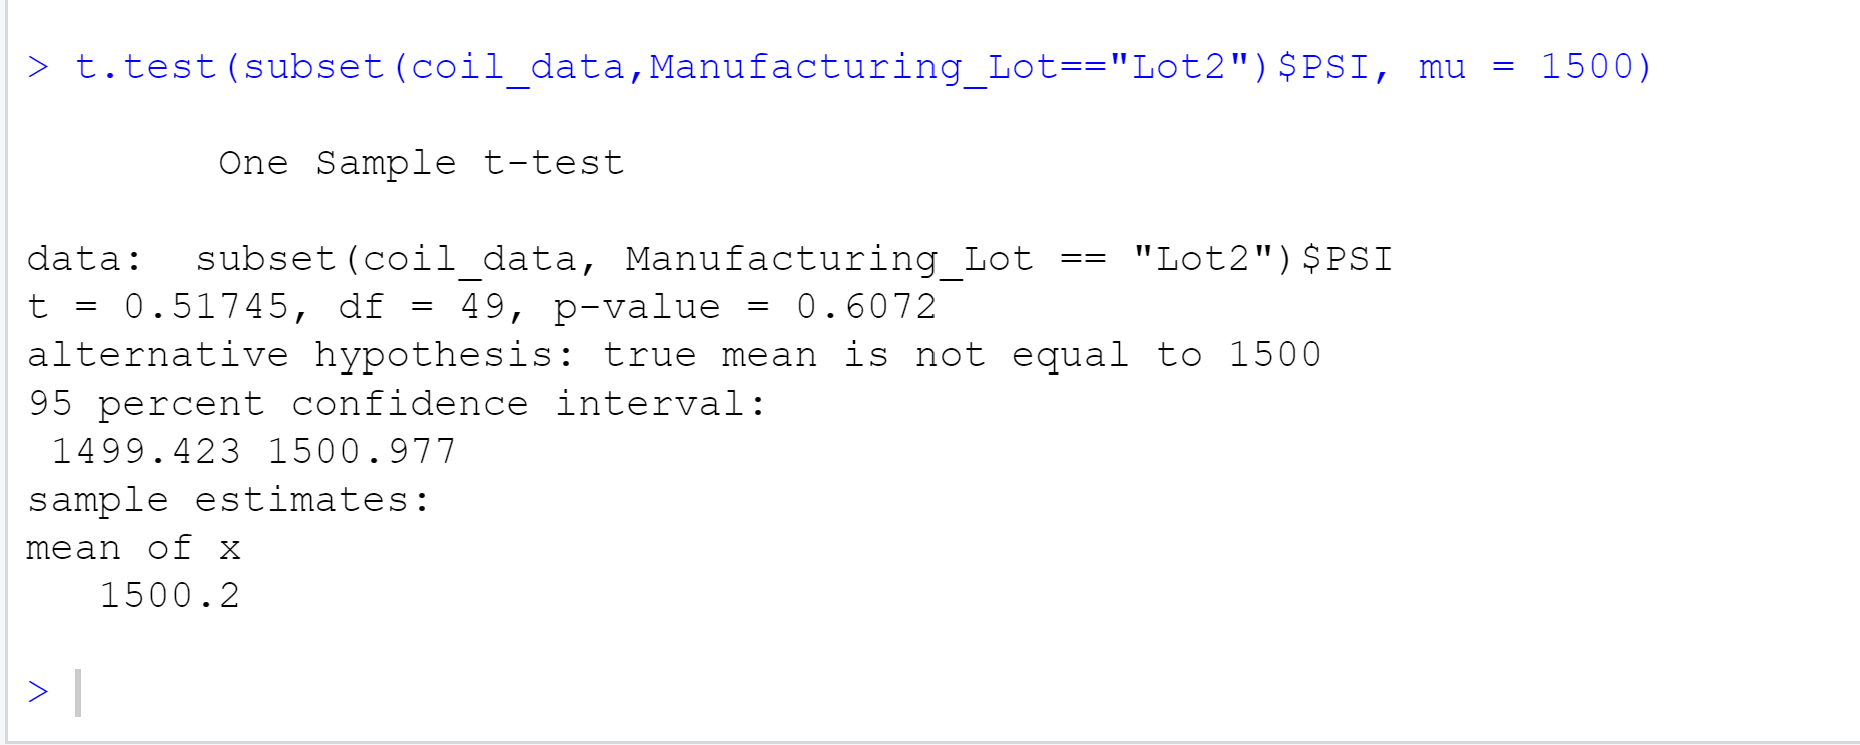 > t.test(subset(coil_data,Manufacturing_Lot=="Lot2")$PSI, mu = 1500)
One Sample t-test
data:  subset(coil_data, Manufacturing_Lot == "Lot2")$PSI
t = 0.51745, df = 49, p-value = 0.6072
alternative hypothesis: true mean is not equal to 1500
95 percent confidence interval:
 1499.423 1500.977
sample estimates:
mean of x
   1500.2
>